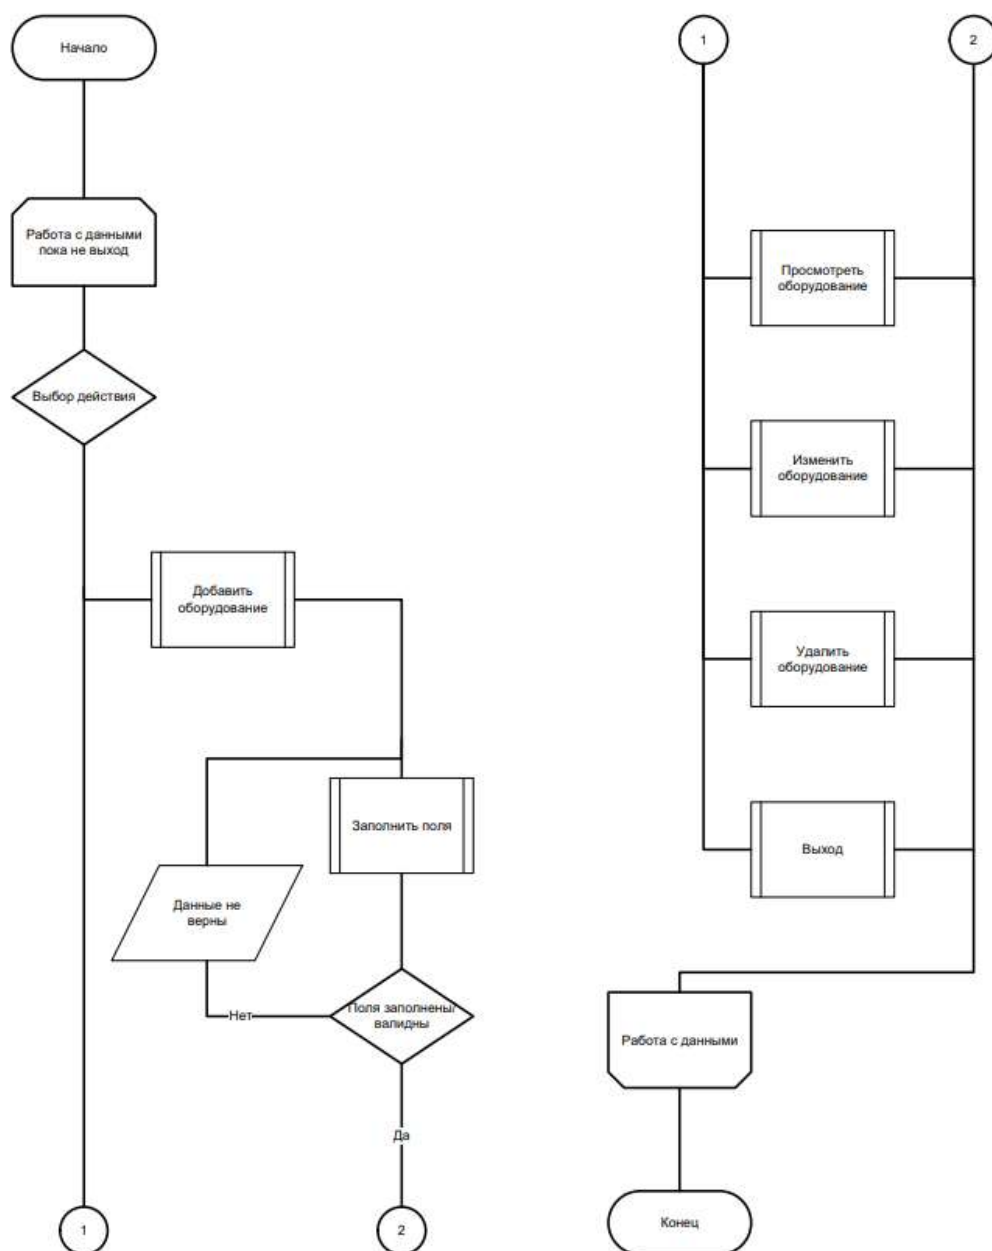 Начало
Работа с данными
пока не выход
Выбор действия
Добавить
оборудование
Заполнить поля
Данные не
верны
Нет
Поля заполнены/
валидны
Да
1
2
1
2
Просмотреть
оборудование
Изменить
оборудование
Удалить
оборудование
Выход
Работа с данными
Конец